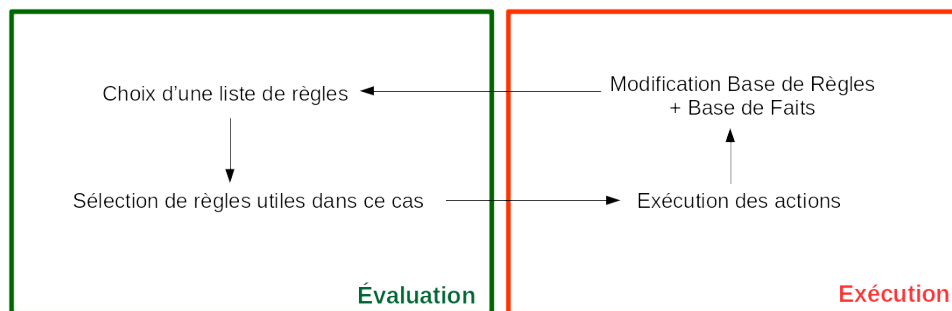 Choix d’une liste de règles
Sélection de règles utiles dans ce cas
Évaluation
Modification Base de Règles
+ Base de Faits
Exécution des actions
Exécution